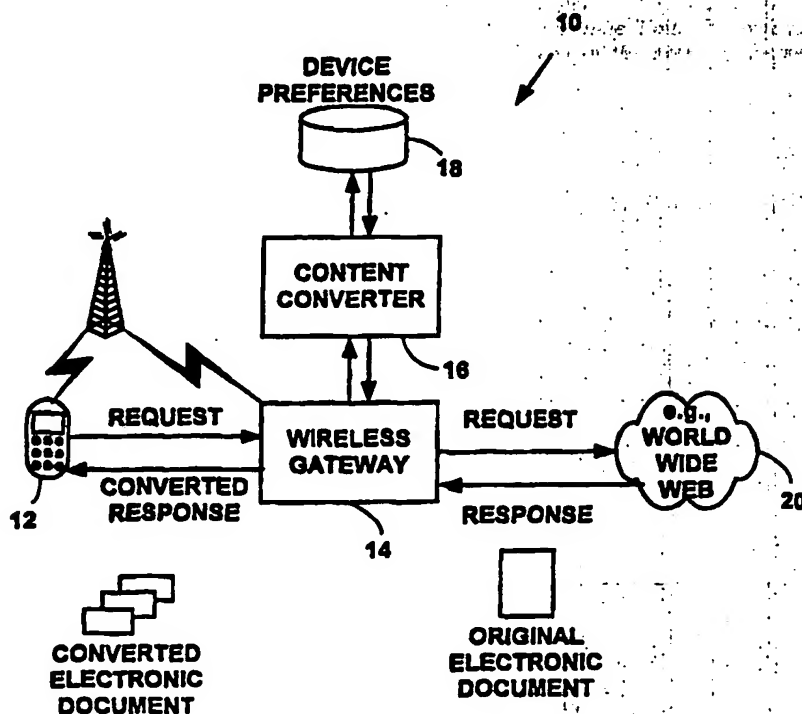 10
DEVICE
PREFERENCES
18
CONTENT
CONVERTER
16
REQUEST
WIRELESS
GATEWAY
REQUEST
e.g.,
WORLD
WIDE
WEB
CONVERTED
RESPONSE
RESPONSE
12
14
20
CONVERTED
ELECTRONIC
DOCUMENT
ORIGINAL
ELECTRONIC
DOCUMENT